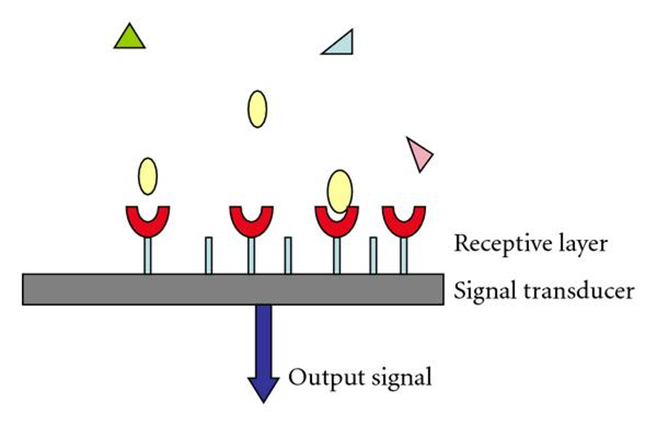 Receptive layer
Signal transducer
Output signal